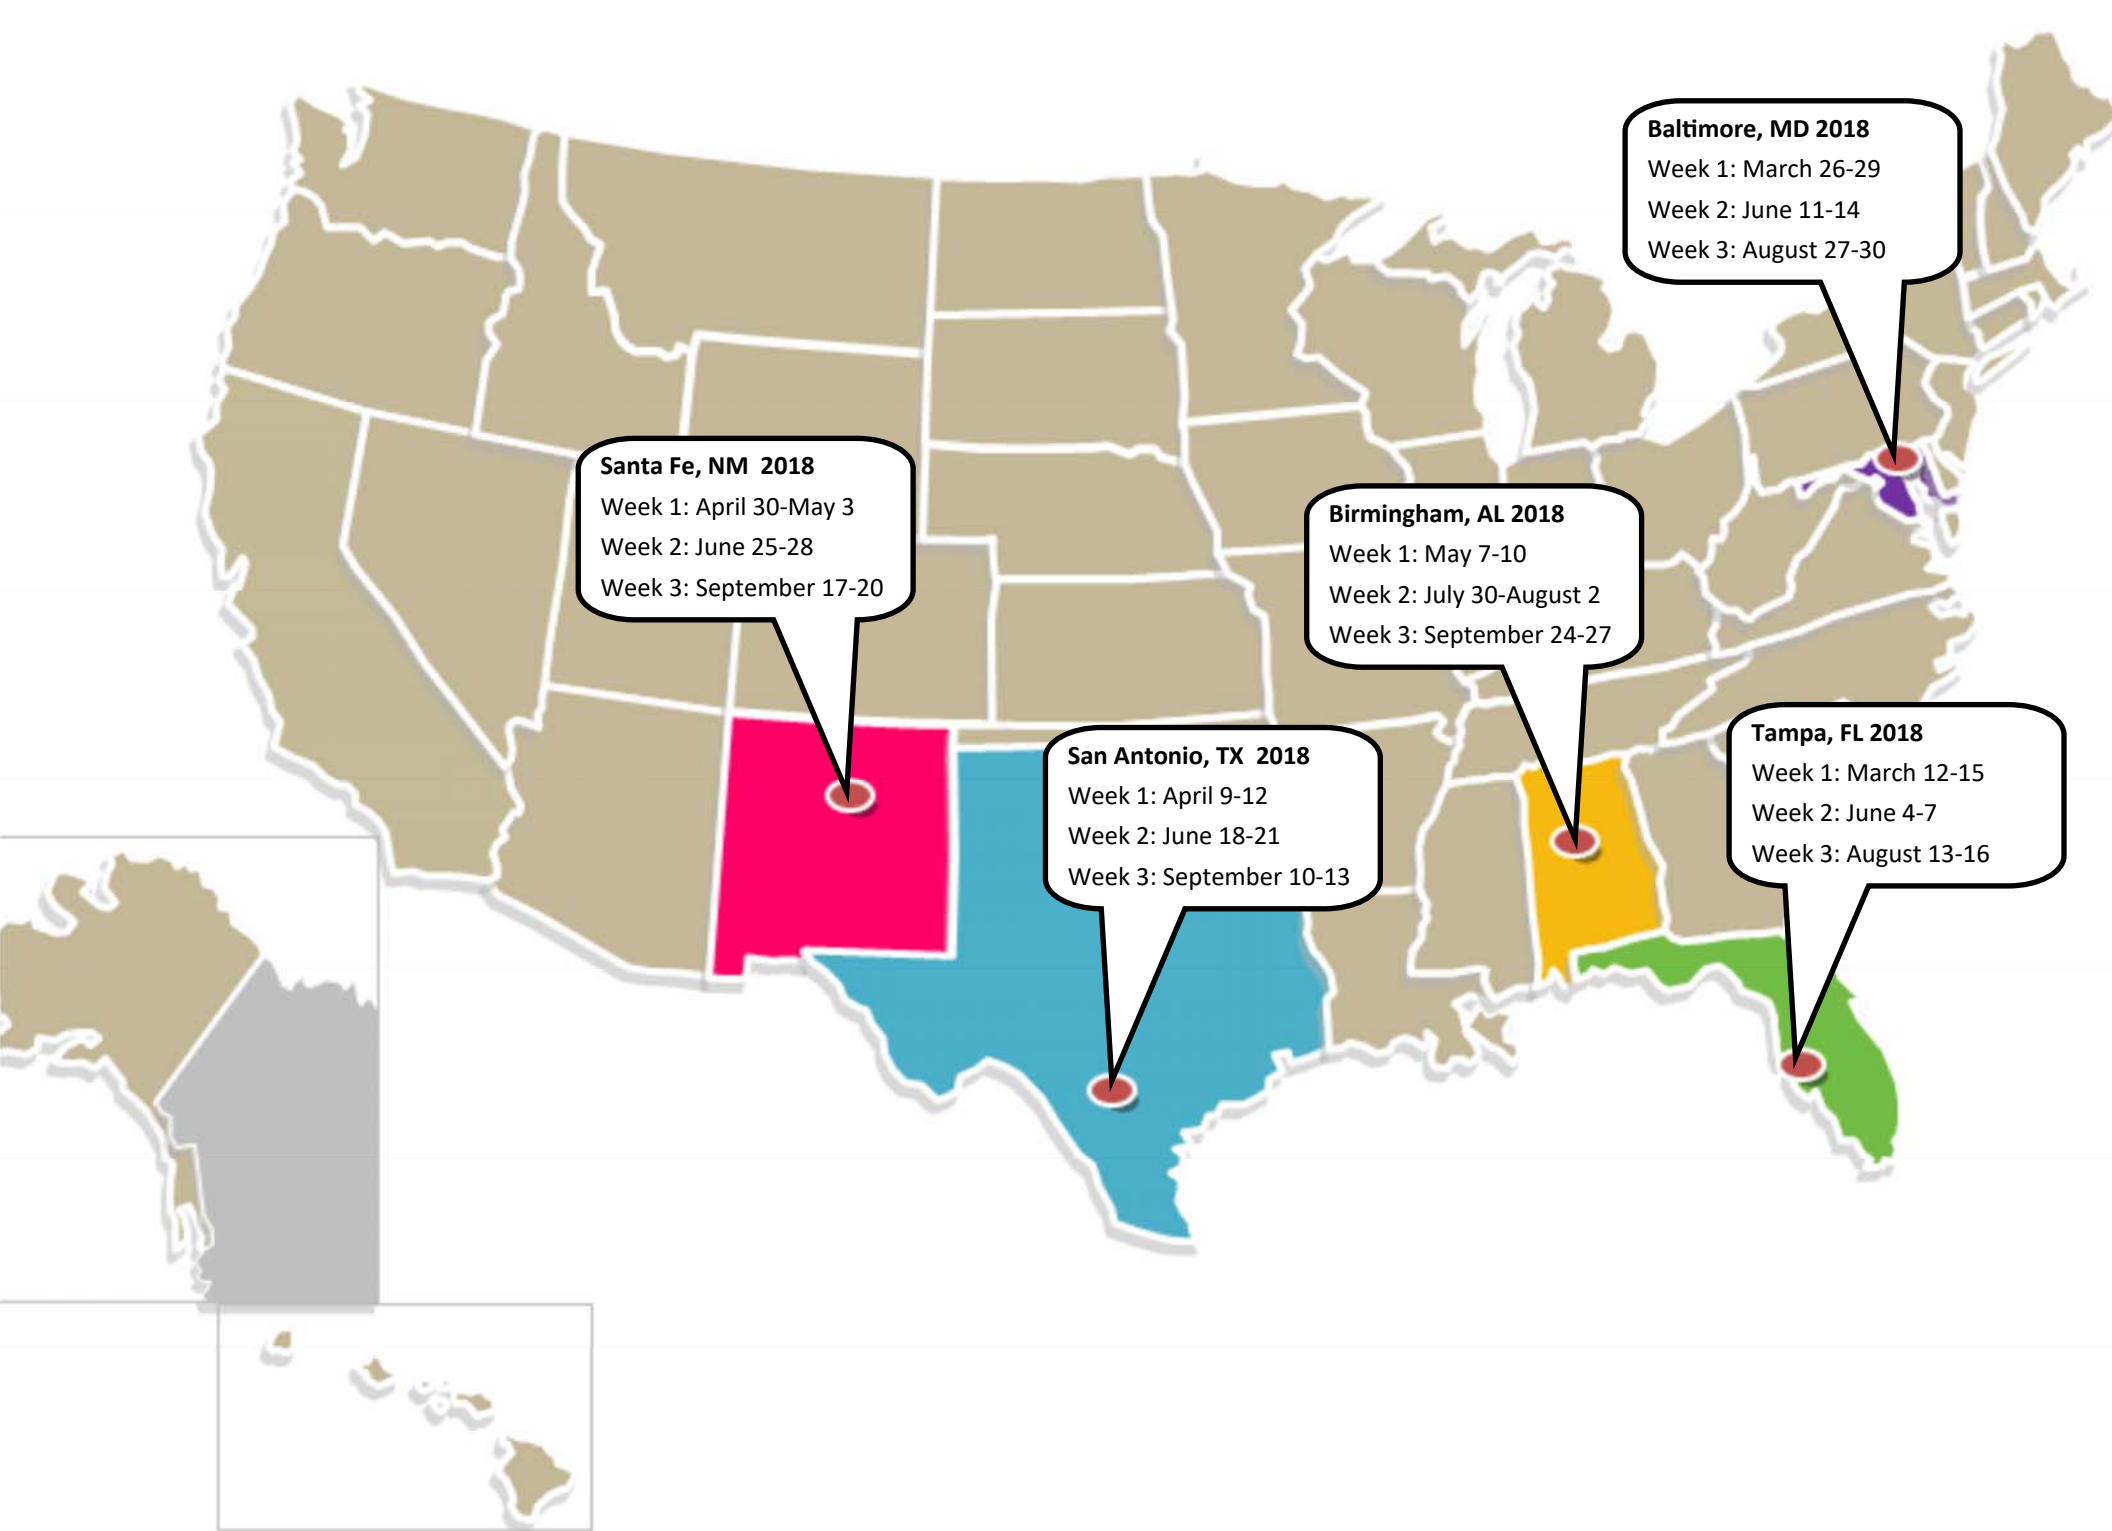 Baltimore, MD 2018
Week 1: March 26-29
Week 2: June 11-14
Week 3: August 27-30
Santa Fe, NM  2018
Week 1: April 30-May 3
Week 2: June 25-28
Week 3: September 17-20
Birmingham, AL 2018
Week 1: May 7-10
Week 2: July 30-August 2
Week 3: September 24-27
San Antonio, TX  2018
Week 1: April 9-12
Week 2: June 18-21
Week 3: September 10-13
Tampa, FL 2018
Week 1: March 12-15
Week 2: June 4-7
Week 3: August 13-16